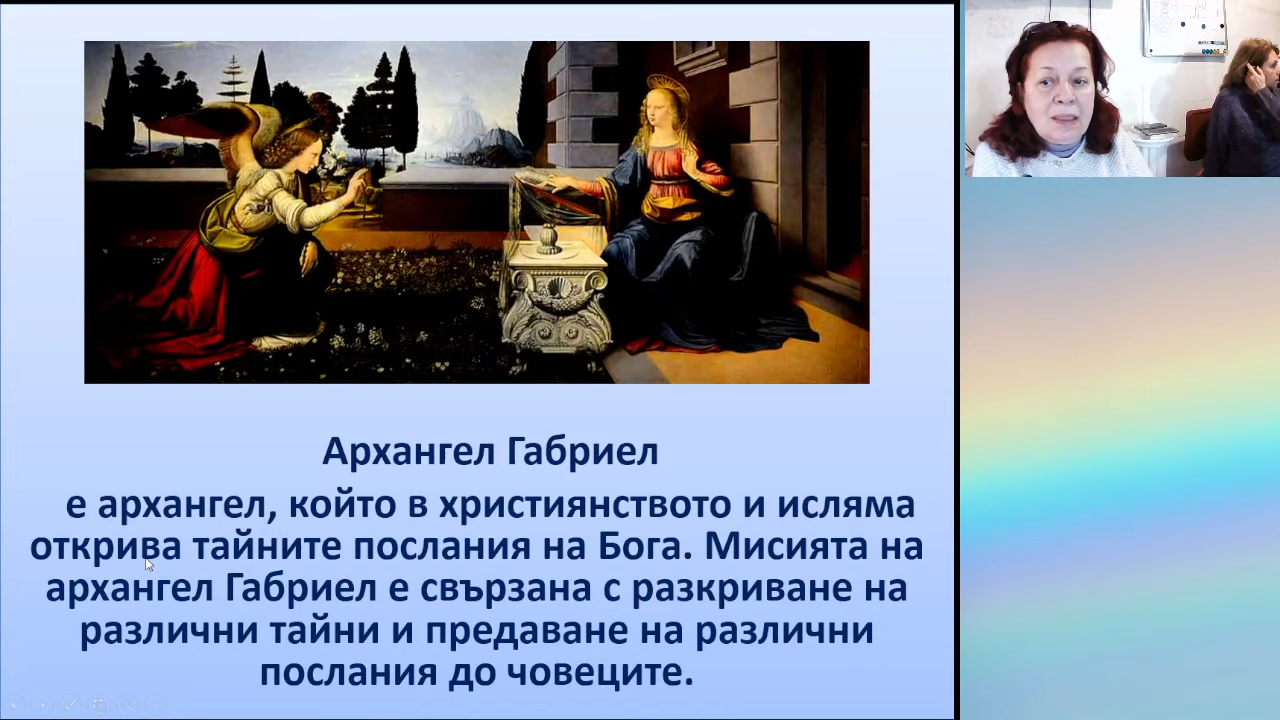 Архангел Габриел
е архангел, който в християнството и исляма
открива тайните послания на Бога. Мисията на
архангел Габриел е свързана с разкриване на
различни тайни и предаване на различни
послания до човеците.